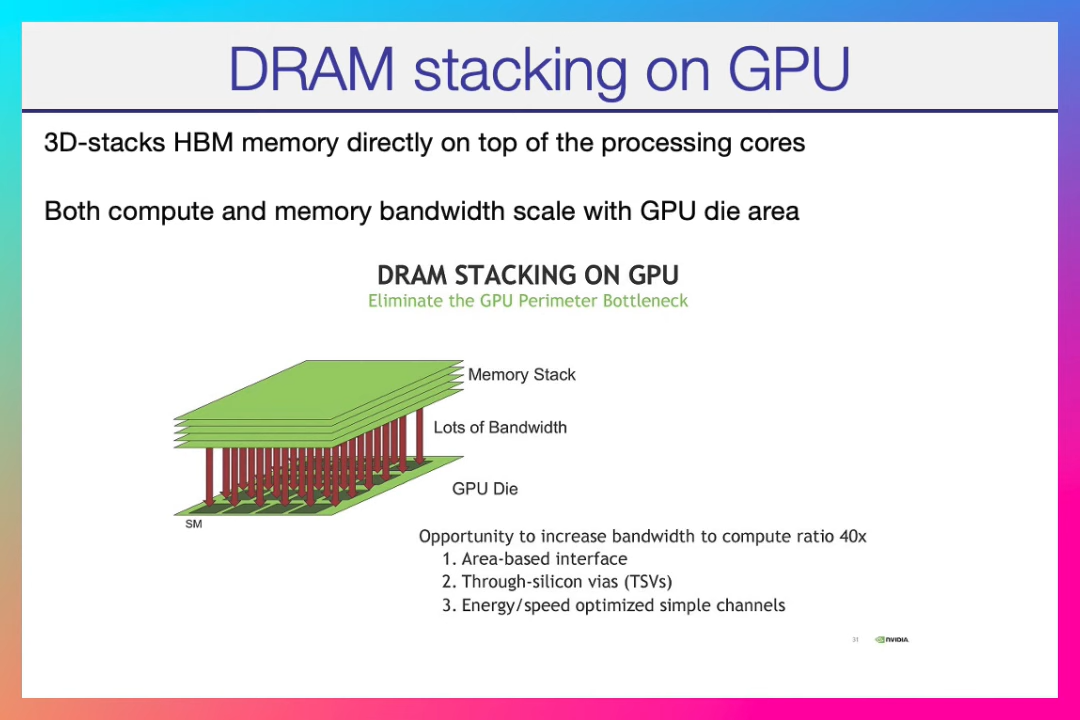 DRAM stacking on GPU
3D-stacks HBM memory directly on top of the processing cores
Both compute and memory bandwidth scale with GPU die area
DRAM STACKING ON GPU
Eliminate the GPU Perimeter Bottleneck
Memory Stack
Lots of Bandwidth
GPU Die
SM
Opportunity to increase bandwidth to compute ratio 40x
1. Area-based interface
2. Through-silicon vias (TSVs)
3. Energy/speed optimized simple channels
31 NVIDIA